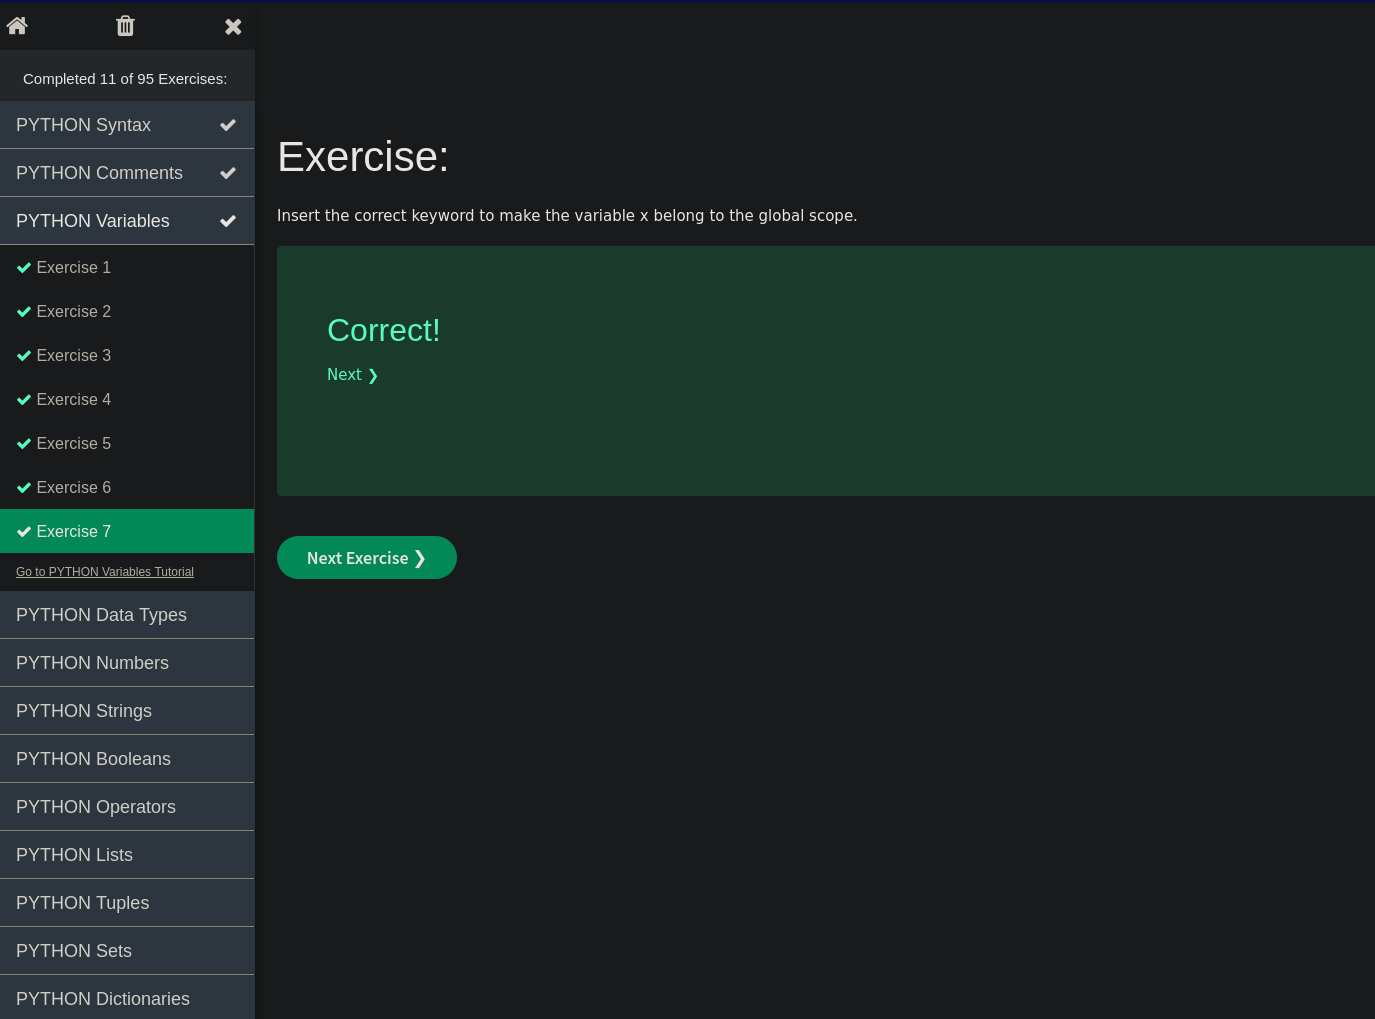 Completed 11 of 95 Exercises:
PYTHON Syntax
PYTHON Comments
PYTHON Variables
Exercise 1
Exercise 2
Exercise 3
Exercise 4
Exercise 5
Exercise 6
Exercise 7
Go to PYTHON Variables Tutorial
PYTHON Data Types
PYTHON Numbers
PYTHON Strings
PYTHON Booleans
PYTHON Operators
PYTHON Lists
PYTHON Tuples
PYTHON Sets
PYTHON Dictionaries
Exercise:
Insert the correct keyword to make the variable x belong to the global scope.
Correct!
Next ❯
Next Exercise ❯